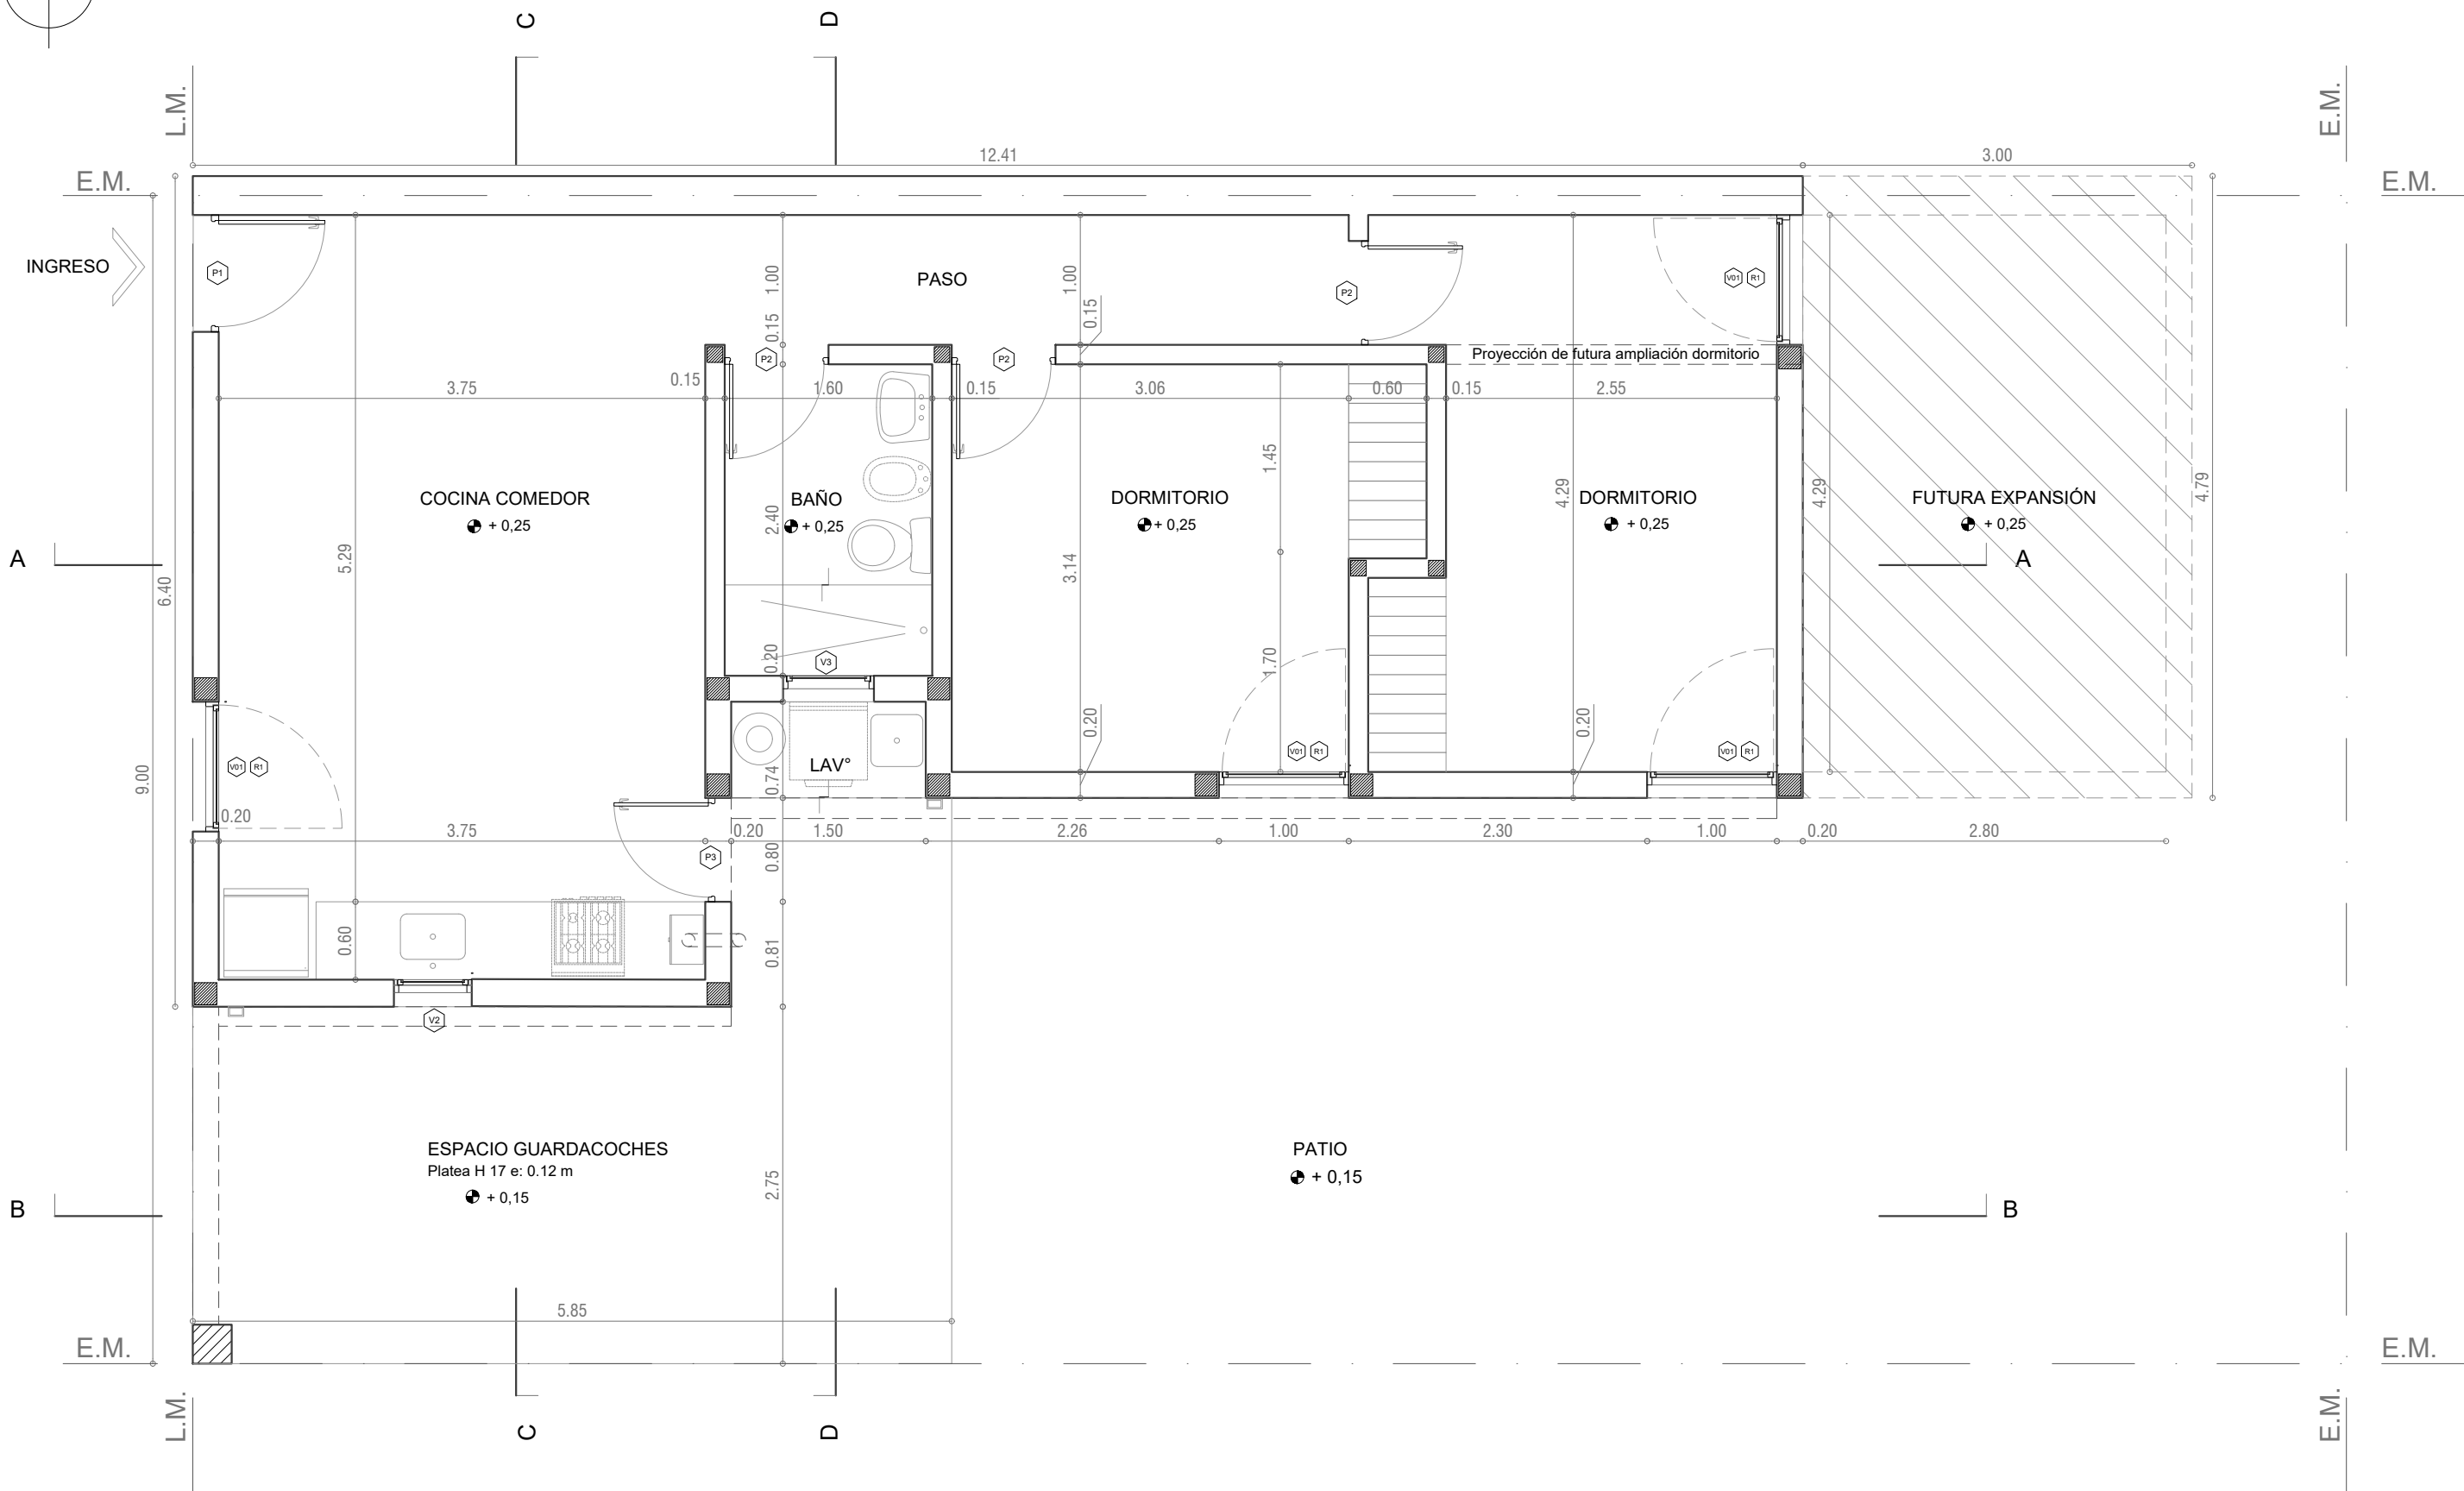 C
D
L.M.
E.M.
12.41
3.00
E.M.
E.M.
INGRESO
P1
1.00
PASO
1.00
P2
V01
R1
0.15
0.15
P2
P2
Proyección de futura ampliación dormitorio
3.75
0.15
1.60
0.15
3.06
0.60
0.15
2.55
1.45
COCINA COMEDOR
+ 0,25
BAÑO
+ 0,25
DORMITORIO
+ 0,25
DORMITORIO
+ 0,25
FUTURA EXPANSIÓN
+ 0,25
2.40
4.29
4.29
4.79
A
5.29
3.14
A
6.40
0.20
V3
1.70
9.00
V01
R1
LAV°
0.74
0.20
V01
R1
0.20
V01
R1
0.20
3.75
0.20
1.50
2.26
1.00
2.30
1.00
0.20
2.80
P3
0.80
0.60
0.81
V2
ESPACIO GUARDACOCHES
Platea H 17 e: 0.12 m
+ 0,15
PATIO
+ 0,15
2.75
B
B
5.85
E.M.
E.M.
L.M.
C
D
E.M.